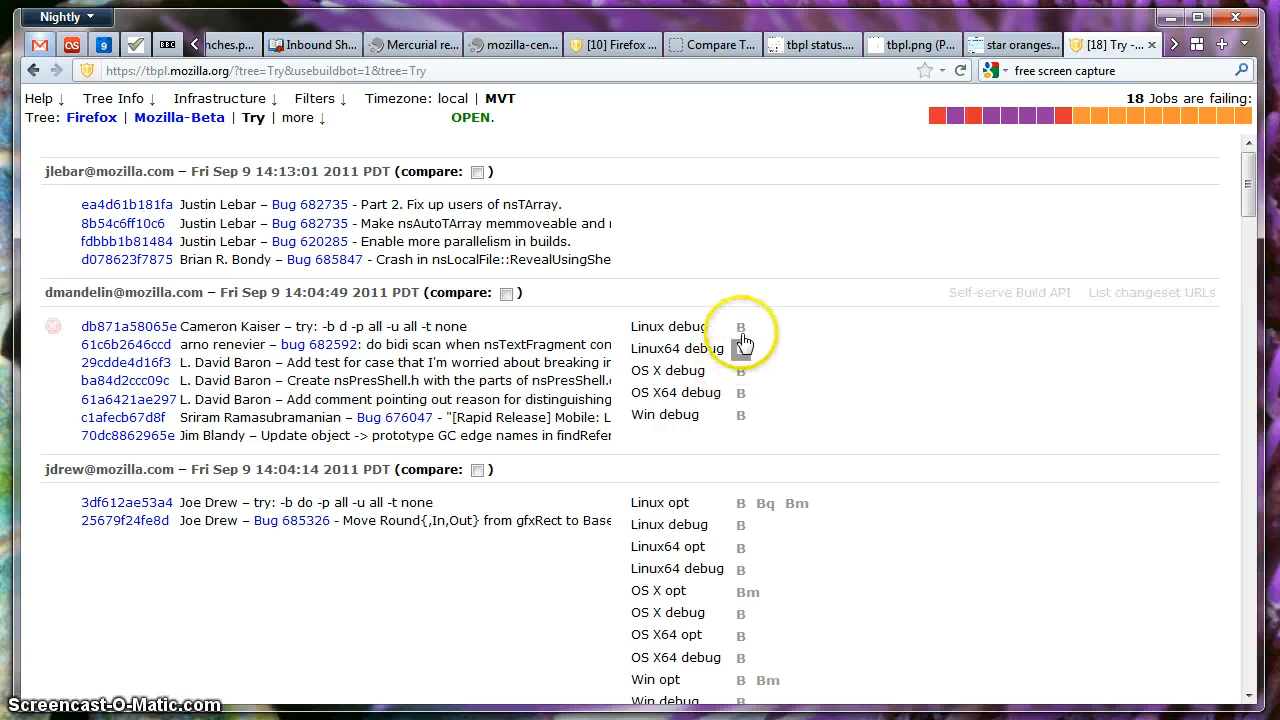 Nightly
nches.p... Inbound Sh... Mercurial re... mozilla-cen... [10] Firefox ... Compare T... tbpl status.... tbpl.png (P... star oranges... [18] Try -...
https://tbpl.mozilla.org/?tree=Try&usebuildbot=1&tree=Try free screen capture
Help ↓ Tree Info ↓ Infrastructure ↓ Filters ↓ Timezone: local | MVT 18 Jobs are failing:
Tree: Firefox | Mozilla-Beta | Try | more ↓ OPEN.
jlebar@mozilla.com – Fri Sep 9 14:13:01 2011 PDT (compare: )
ea4d61b181fa Justin Lebar – Bug 682735 - Part 2. Fix up users of nsTArray.
8b54c6ff10c6 Justin Lebar – Bug 682735 - Make nsAutoTArray memmoveable and
fdbbb1b81484 Justin Lebar – Bug 620285 - Enable more parallelism in builds.
d078623f7875 Brian R. Bondy – Bug 685847 - Crash in nsLocalFile::RevealUsingShe
dmandelin@mozilla.com – Fri Sep 9 14:04:49 2011 PDT (compare: ) Self-serve Build API List changeset URLs
db871a58065e Cameron Kaiser – try: -b d -p all -u all -t none Linux debug B
61c6b2646ccd arno renevier – bug 682592: do bidi scan when nsTextFragment con Linux64 debug
29cdde4d16f3 L. David Baron – Add test for case that I'm worried about breaking in OS X debug B
ba84d2ccc09c L. David Baron – Create nsPresShell.h with the parts of nsPresShell.c OS X64 debug B
61a6421ae297 L. David Baron – Add comment pointing out reason for distinguishing Win debug B
c1afecb67d8f Sriram Ramasubramanian – Bug 676047 - "[Rapid Release] Mobile: L
70dc8862965e Jim Blandy – Update object -> prototype GC edge names in findRefer
jdrew@mozilla.com – Fri Sep 9 14:04:14 2011 PDT (compare: )
3df612ae53a4 Joe Drew – try: -b do -p all -u all -t none Linux opt B Bq Bm
25679f24fe8d Joe Drew – Bug 685326 - Move Round{,In,Out} from gfxRect to Base Linux debug B
Linux64 opt B
Linux64 debug B
OS X opt Bm
OS X debug B
OS X64 opt B
OS X64 debug B
Win opt B Bm
Win debug B
Screencast-O-Matic.com